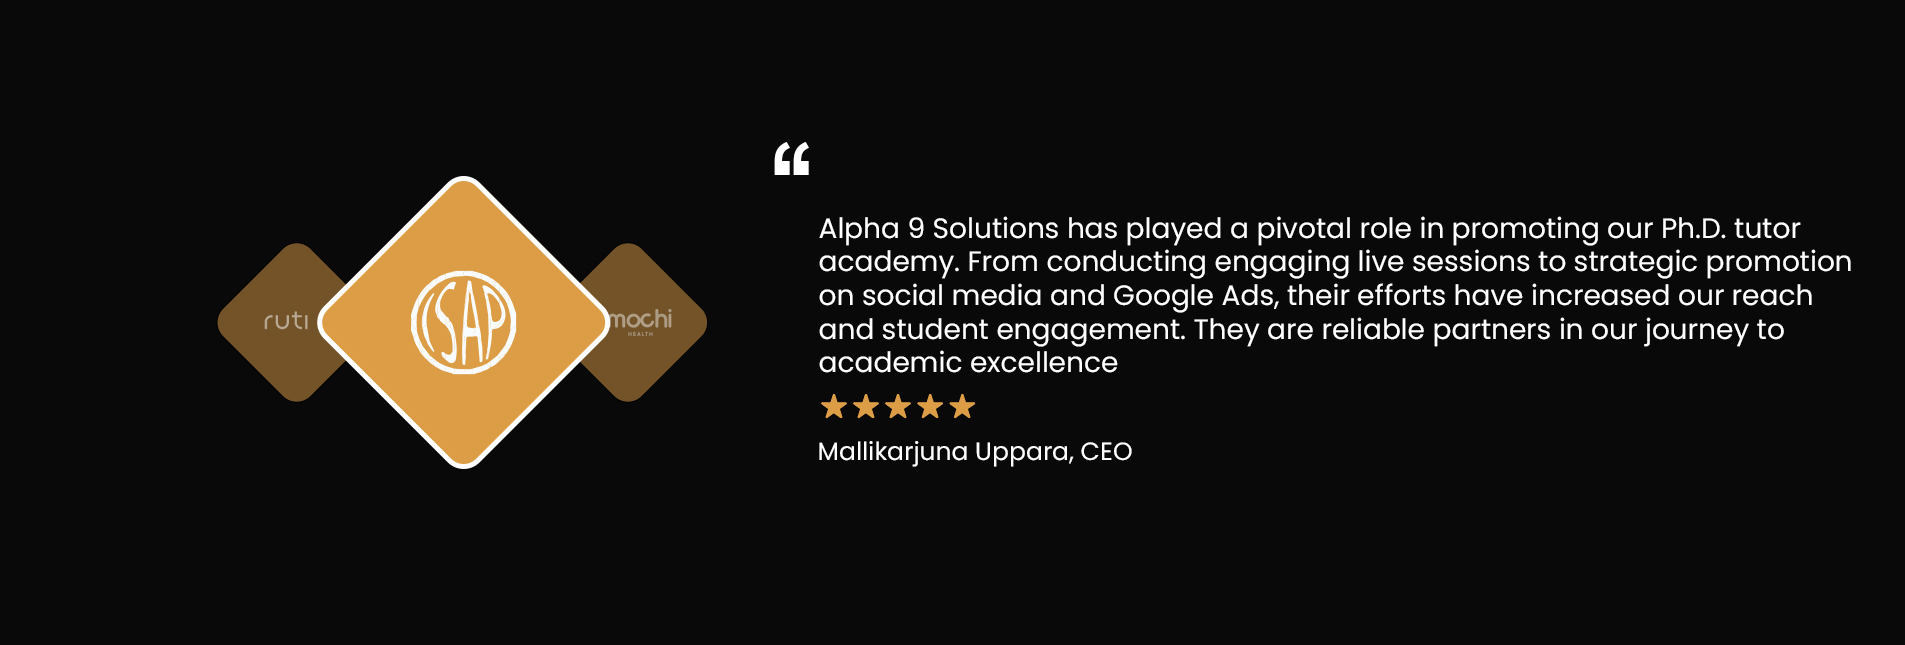 “
Alpha 9 Solutions has played a pivotal role in promoting our Ph.D. tutor
academy. From conducting engaging live sessions to strategic promotion
on social media and Google Ads, their efforts have increased our reach
and student engagement. They are reliable partners in our journey to
academic excellence
Mallikarjuna Uppara, CEO
ruti
ISAP
mochi
HEALTH